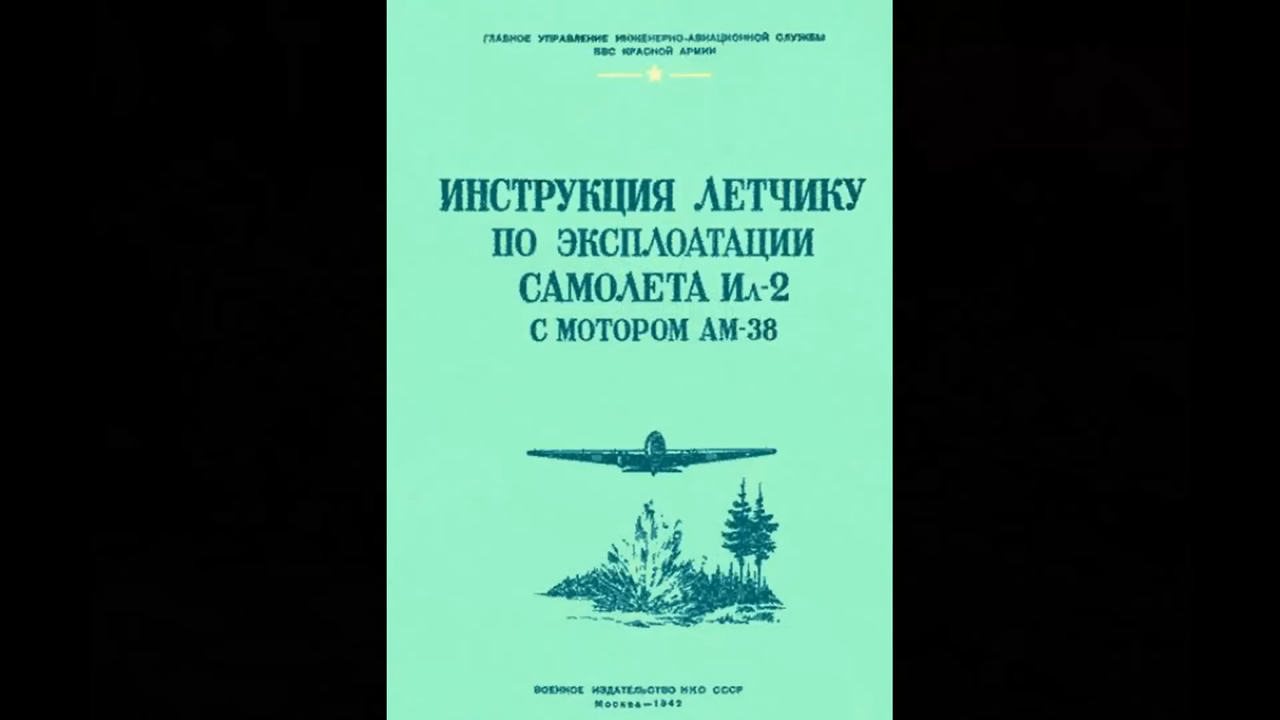 ГЛАВНОЕ УПРАВЛЕНИЕ ИНЖЕНЕРНО-АВИАЦИОННОЙ СЛУЖБЫ
ВВС КРАСНОЙ АРМИИ
ИНСТРУКЦИЯ ЛЕТЧИКУ
ПО ЭКСПЛОАТАЦИИ
САМОЛЕТА Ил-2
С МОТОРОМ АМ-38
ВОЕННОЕ ИЗДАТЕЛЬСТВО НКО СССР
Москва — 1942